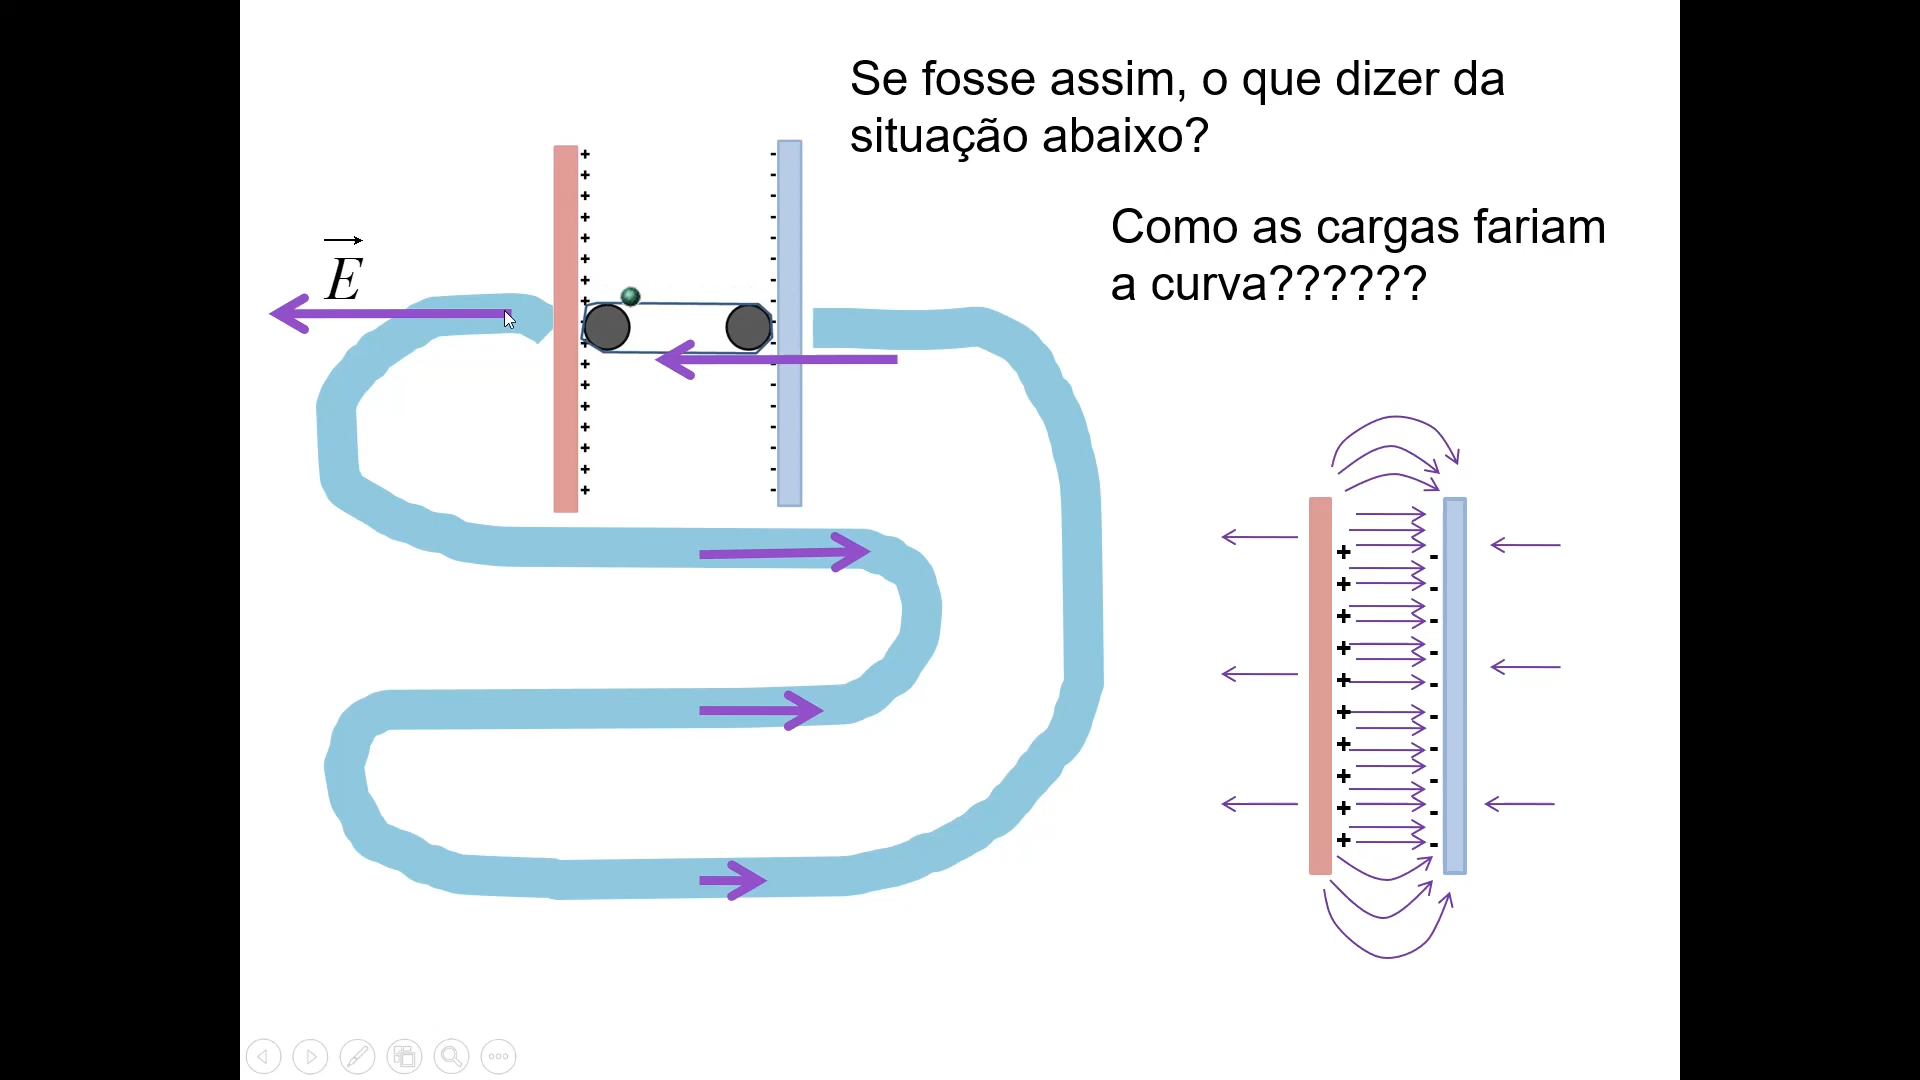 Se fosse assim, o que dizer da
situação abaixo?
Como as cargas fariam
a curva??????
E